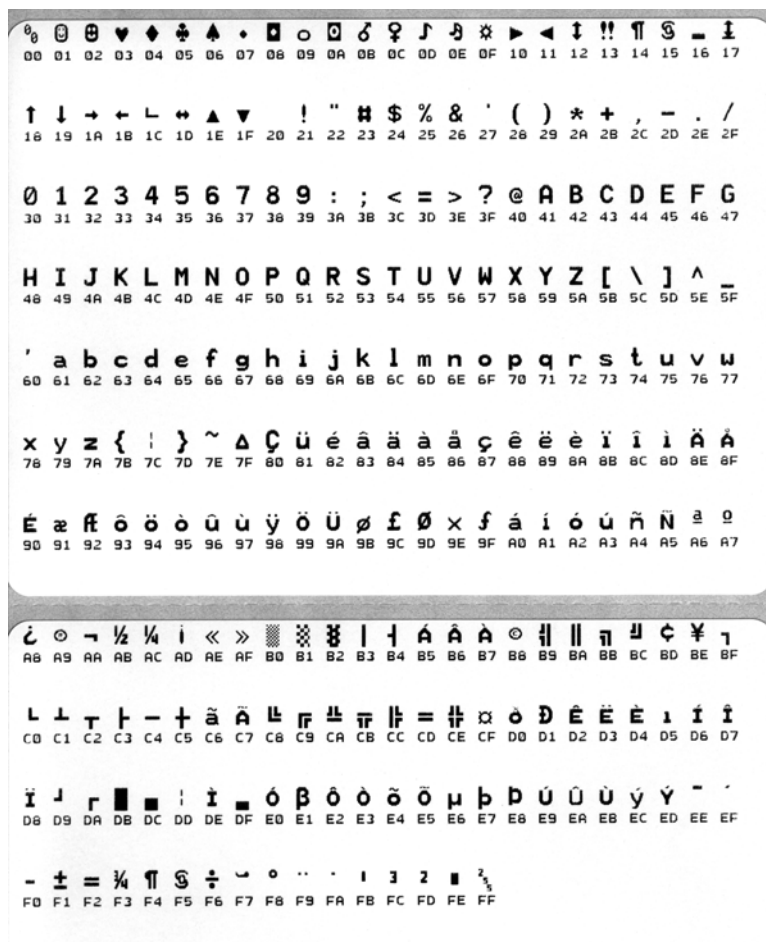 ⁰₀ ☺ ☻ ♥ ♦ ♣ ♠ • ◘ ○ ◙ ♂ ♀ ♪ ♫ ☼ ► ◄ ↕ ‼ ¶ § ▬ ↨
00 01 02 03 04 05 06 07 08 09 0A 0B 0C 0D 0E 0F 10 11 12 13 14 15 16 17
↑ ↓ → ← ∟ ↔ ▲ ▼ ! " # $ % & ' ( ) * + , − . /
18 19 1A 1B 1C 1D 1E 1F 20 21 22 23 24 25 26 27 28 29 2A 2B 2C 2D 2E 2F
0 1 2 3 4 5 6 7 8 9 : ; < = > ? @ A B C D E F G
30 31 32 33 34 35 36 37 38 39 3A 3B 3C 3D 3E 3F 40 41 42 43 44 45 46 47
H I J K L M N O P Q R S T U V W X Y Z [ \ ] ^ _
48 49 4A 4B 4C 4D 4E 4F 50 51 52 53 54 55 56 57 58 59 5A 5B 5C 5D 5E 5F
' a b c d e f g h i j k l m n o p q r s t u v w
60 61 62 63 64 65 66 67 68 69 6A 6B 6C 6D 6E 6F 70 71 72 73 74 75 76 77
x y z { ¦ } ~ ∆ Ç ü é â ä à å ç ê ë è ï î ì Ä Å
78 79 7A 7B 7C 7D 7E 7F 80 81 82 83 84 85 86 87 88 89 8A 8B 8C 8D 8E 8F
É æ Æ ô ö ò û ù ÿ Ö Ü ø £ Ø × ƒ á í ó ú ñ Ñ ª º
90 91 92 93 94 95 96 97 98 99 9A 9B 9C 9D 9E 9F A0 A1 A2 A3 A4 A5 A6 A7
¿ ® ¬ ½ ¼ ¡ « » ░ ▒ ▓ │ ┤ Á Â À © ╣ ║ ╗ ╝ ¢ ¥ ┐
A8 A9 AA AB AC AD AE AF B0 B1 B2 B3 B4 B5 B6 B7 B8 B9 BA BB BC BD BE BF
└ ┴ ┬ ├ ─ ┼ ã Ã ╚ ╔ ╩ ╦ ╠ ═ ╬ ¤ ð Ð Ê Ë È ı Í Î
C0 C1 C2 C3 C4 C5 C6 C7 C8 C9 CA CB CC CD CE CF D0 D1 D2 D3 D4 D5 D6 D7
Ï ┘ ┌ █ ▄ ¦ Ì ▬ Ó β Ô Ò õ Õ µ þ Þ Ú Û Ù ý Ý ¯ ´
D8 D9 DA DB DC DD DE DF E0 E1 E2 E3 E4 E5 E6 E7 E8 E9 EA EB EC ED EE EF
- ± = ¾ ¶ § ÷ ¸ ° ¨ · ı 3 2 ■ ²₅₅
F0 F1 F2 F3 F4 F5 F6 F7 F8 F9 FA FB FC FD FE FF